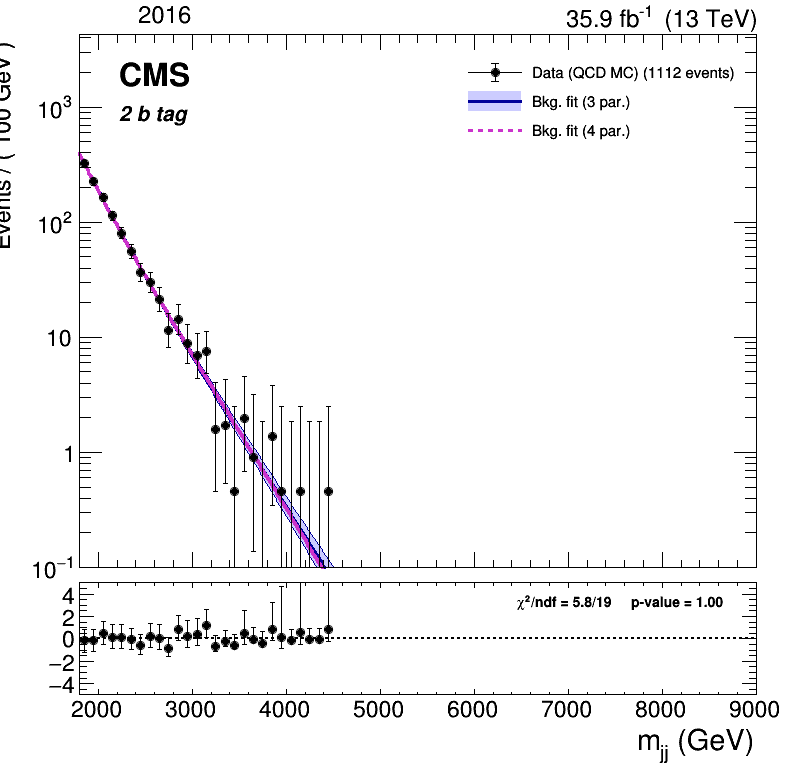 2016 35.9 fb⁻¹ (13 TeV)
CMS
2 b tag
Data (QCD MC) (1112 events)
Bkg. fit (3 par.)
Bkg. fit (4 par.)
Events / ( 100 GeV )
10³
10²
10
1
10⁻¹
χ²/ndf = 5.8/19 p-value = 1.00
4
2
0
−2
−4
2000 3000 4000 5000 6000 7000 8000 9000
m_jj (GeV)